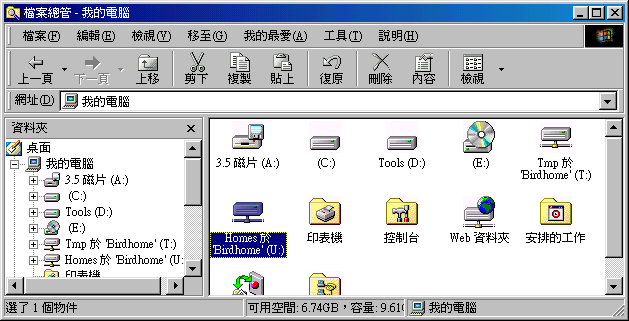 檔案總管 - 我的電腦
檔案(F) 編輯(E) 檢視(V) 移至(G) 我的最愛(A) 工具(T) 說明(H)
上一頁 下一頁 上移 剪下 複製 貼上 復原 刪除 內容 檢視
網址(D) 我的電腦
資料夾
桌面
我的電腦
3.5 磁片 (A:)
(C:)
Tools (D:)
(E:)
Tmp 於 'Birdhome' (T:)
Homes 於 'Birdhome' (U:
印表機
3.5 磁片 (A:) (C:) Tools (D:) (E:) Tmp 於
'Birdhome' (T:)
Homes 於
'Birdhome' (U:) 印表機 控制台 Web 資料夾 安排的工作
選了 1 個物件 可用空間: 6.74GB，容量: 9.61G 我的電腦